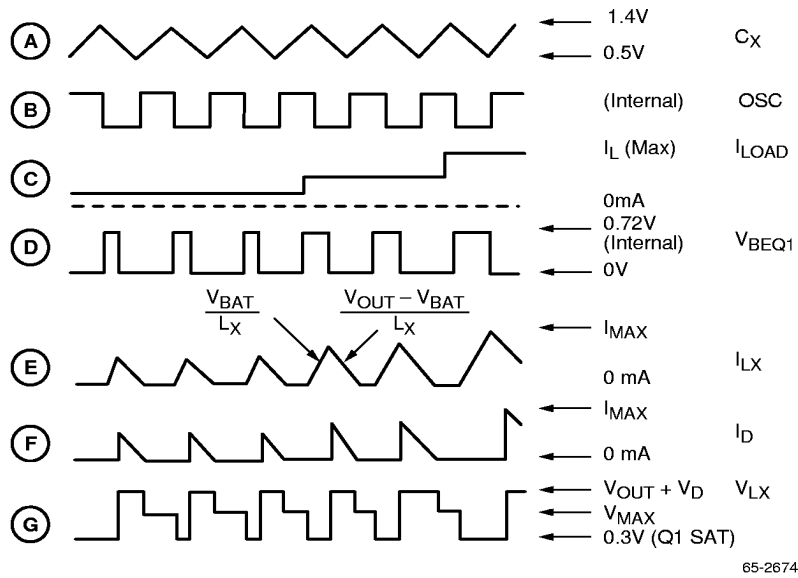 A
1.4V
0.5V
CX
B
(Internal)
OSC
C
IL (Max)
ILOAD
0mA
D
0.72V
(Internal)
VBEQ1
0V
VBAT
LX
VOUT – VBAT
LX
E
IMAX
ILX
0 mA
F
IMAX
ID
0 mA
G
VOUT + VD
VLX
VMAX
0.3V (Q1 SAT)
65-2674